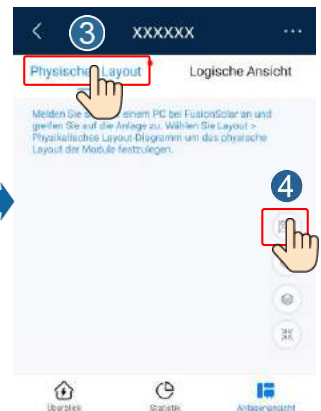 3 XXXXXX ...
Physisches Layout Logische Ansicht
Melden Sie einem PC bei FusionSolar an und
greifen Sie auf die Anlage zu. Wählen Sie Layout >
Physikalisches Layout-Diagramm um das physische
Layout der Module festzulegen.
4
Überblick Statistik Anlagenansicht